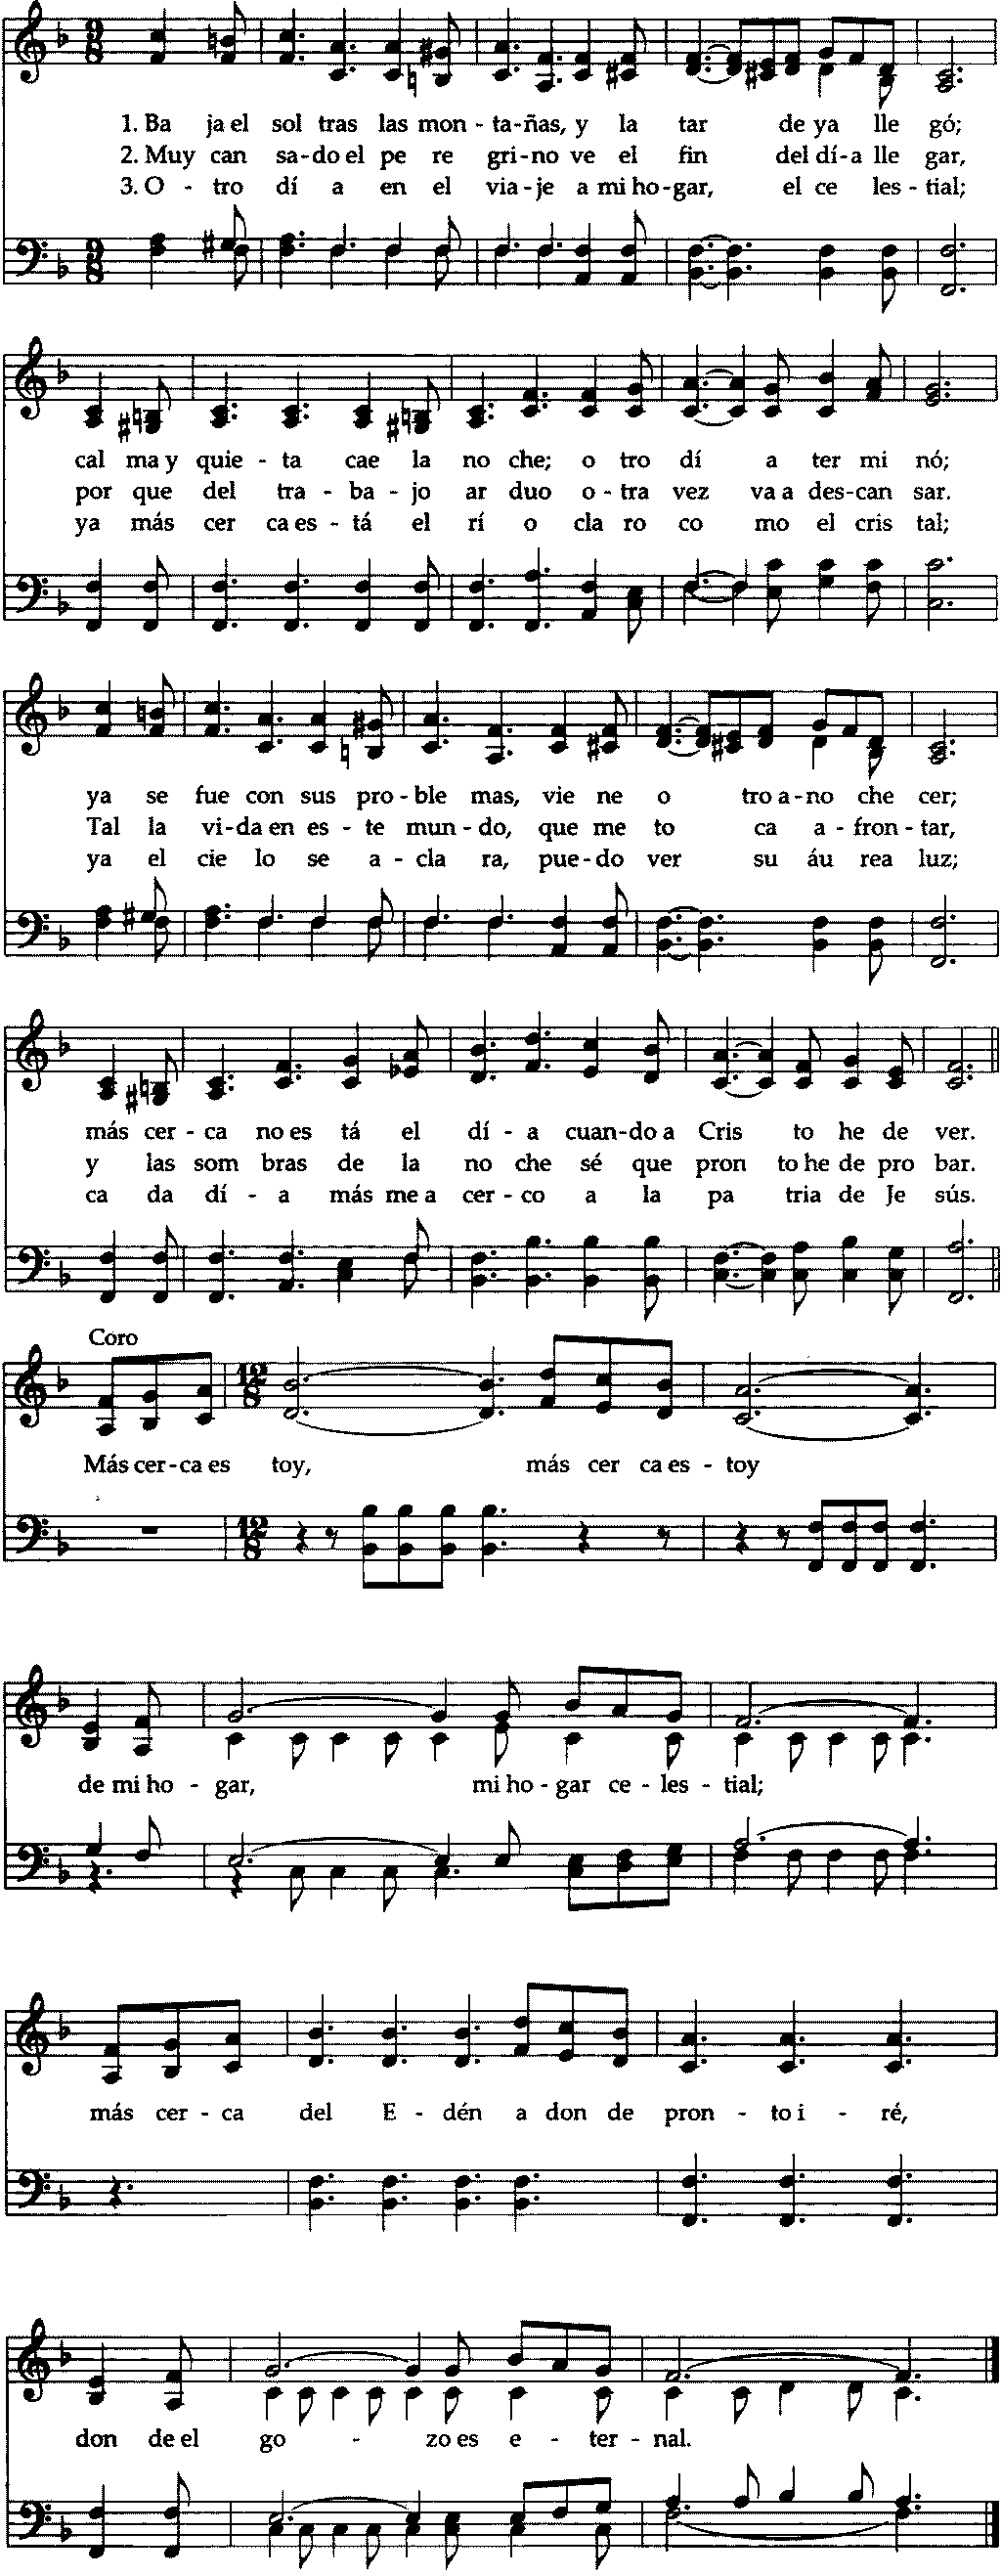 1. Ba ja el sol tras las mon - ta - ñas, y la tar de ya lle gó;
2. Muy can sa - do el pe re gri - no ve el fin del dí - a lle gar,
3. O - tro dí a en el via - je a mi ho - gar, el ce les - tial;
cal ma y quie - ta cae la no che; o tro dí a ter mi nó;
por que del tra - ba - jo ar duo o - tra vez va a des - can sar.
ya más cer ca es - tá el rí o cla ro co mo el cris tal;
ya se fue con sus pro - ble mas, vie ne o tro a - no che cer;
Tal la vi - da en es - te mun - do, que me to ca a - fron - tar,
ya el cie lo se a - cla ra, pue - do ver su áu rea luz;
más cer - ca no es tá el dí - a cuan - do a Cris to he de ver.
y las som bras de la no che sé que pron to he de pro bar.
ca da dí - a más me a cer - co a la pa tria de Je sús.
Coro
Más cer - ca es toy, más cer ca es - toy
de mi ho - gar, mi ho - gar ce - les - tial;
más cer - ca del E - dén a don de pron - to i - ré,
don de el go - zo es e - ter - nal.